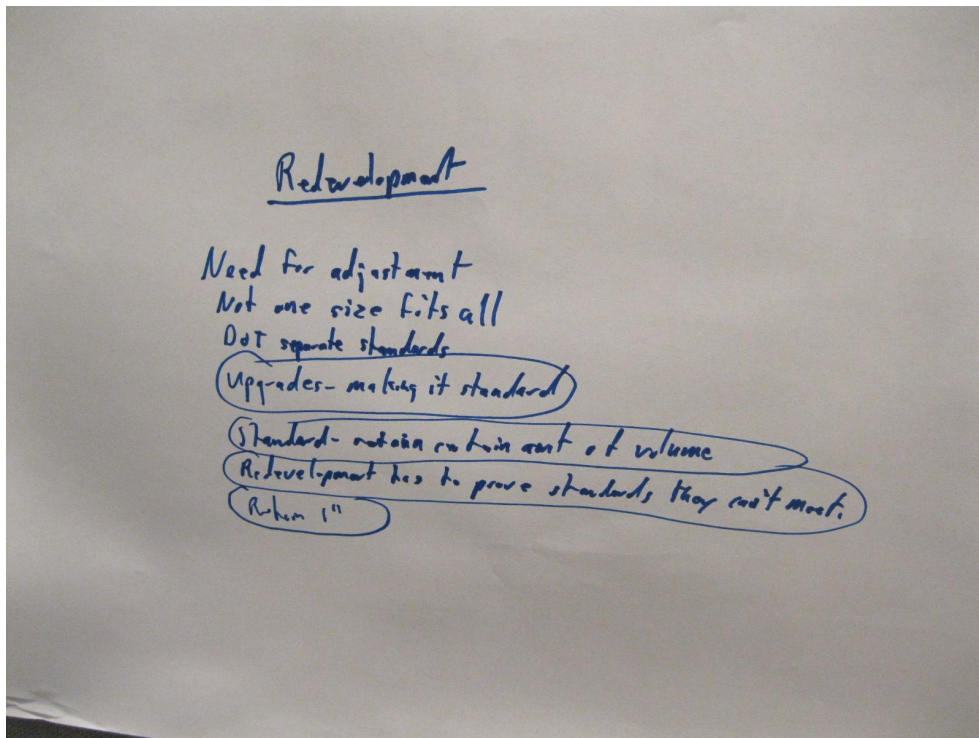 Redevelopment
Need for adjustment
Not one size fits all
DOT separate standards
Upgrades- making it standard
Standard- retain certain amt of volume
Redevelopment has to prove standards they can't meet.
Retain 1"